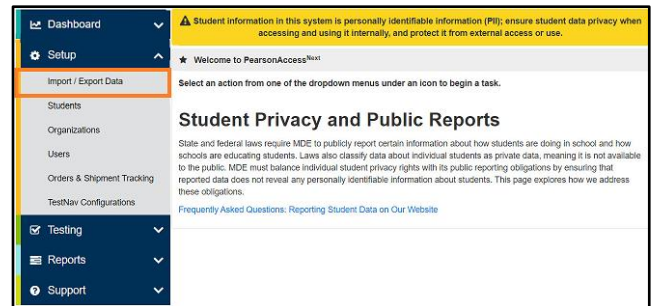 Dashboard
Setup
Import / Export Data
Students
Organizations
Users
Orders & Shipment Tracking
TestNav Configurations
Testing
Reports
Support
Student information in this system is personally identifiable information (PII); ensure student data privacy when
accessing and using it internally, and protect it from external access or use.
Welcome to PearsonAccessNext
Select an action from one of the dropdown menus under an icon to begin a task.
Student Privacy and Public Reports
State and federal laws require MDE to publicly report certain information about how students are doing in school and how
schools are educating students. Laws also classify data about individual students as private data, meaning it is not available
to the public. MDE must balance individual student privacy rights with its public reporting obligations by ensuring that
reported data does not reveal any personally identifiable information about students. This page explores how we address
these obligations.
Frequently Asked Questions: Reporting Student Data on Our Website